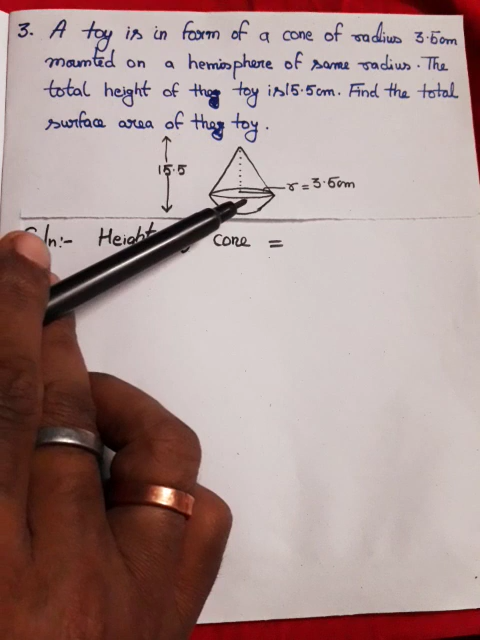 3. A toy is in form of a cone of radius 3.5cm
mounted on a hemisphere of same radius. The
total height of the toy is 15.5cm. Find the total
surface area of the toy.
15.5
r = 3.5cm
Soln:- Height cone =